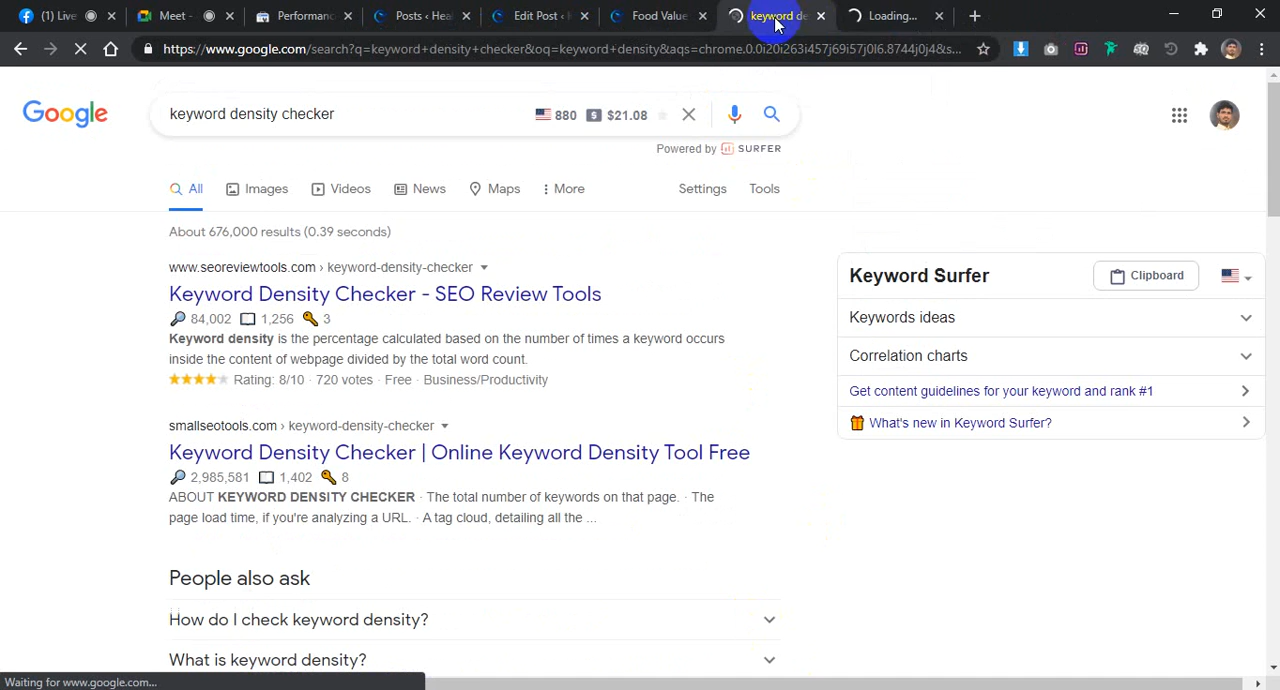 (1) Live
Meet -
Performanc
Posts ‹ Hea
Edit Post ‹
Food Value
keyword de
Loading...
https://www.google.com/search?q=keyword+density+checker&oq=keyword+density&aqs=chrome.0.0i20i263i457j69i57j0l6.8744j0j4&s...
Google
keyword density checker
880
$21.08
Powered by SURFER
All
Images
Videos
News
Maps
More
Settings
Tools
About 676,000 results (0.39 seconds)
www.seoreviewtools.com › keyword-density-checker
Keyword Density Checker - SEO Review Tools
84,002 1,256 3
Keyword density is the percentage calculated based on the number of times a keyword occurs
inside the content of webpage divided by the total word count.
Rating: 8/10 · 720 votes · Free · Business/Productivity
smallseotools.com › keyword-density-checker
Keyword Density Checker | Online Keyword Density Tool Free
2,985,581 1,402 8
ABOUT KEYWORD DENSITY CHECKER · The total number of keywords on that page. · The
page load time, if you're analyzing a URL. · A tag cloud, detailing all the ...
People also ask
How do I check keyword density?
What is keyword density?
Keyword Surfer
Clipboard
Keywords ideas
Correlation charts
Get content guidelines for your keyword and rank #1
What's new in Keyword Surfer?
Waiting for www.google.com...